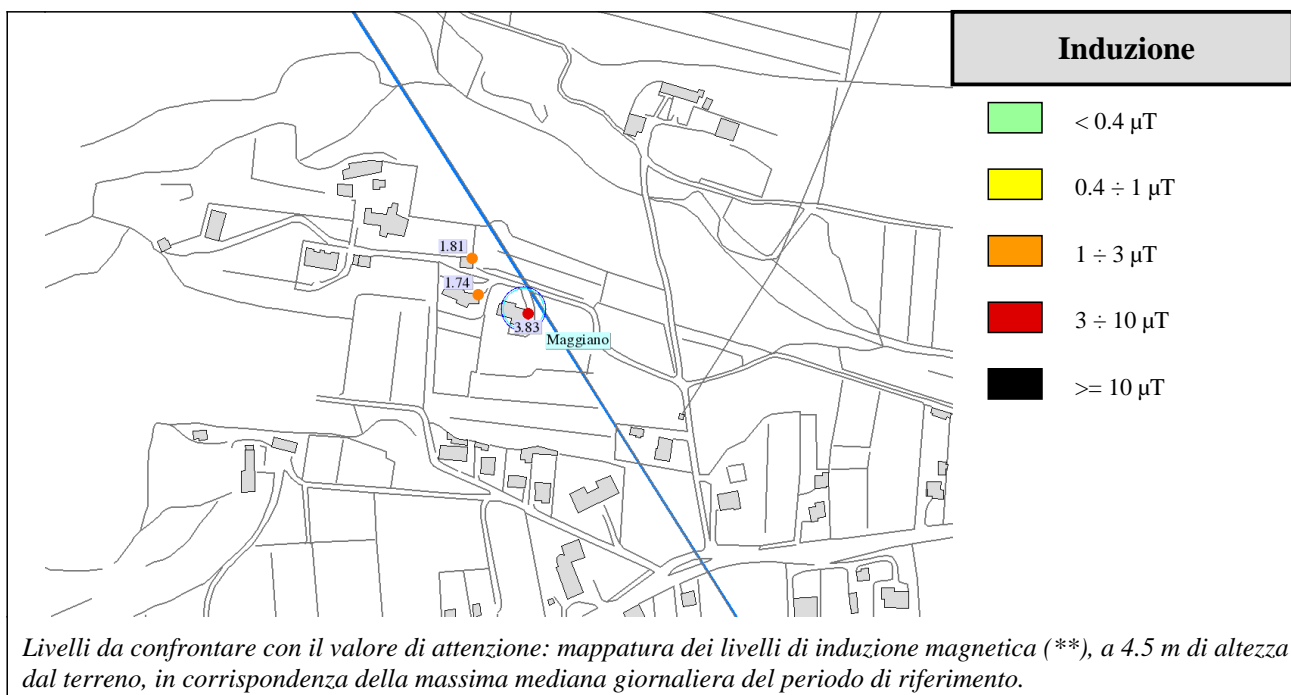 Induzione
< 0.4 µT
0.4 ÷ 1 µT
1 ÷ 3 µT
3 ÷ 10 µT
>= 10 µT
1.81
1.74
3.83
Maggiano
Livelli da confrontare con il valore di attenzione: mappatura dei livelli di induzione magnetica (**), a 4.5 m di altezza
dal terreno, in corrispondenza della massima mediana giornaliera del periodo di riferimento.